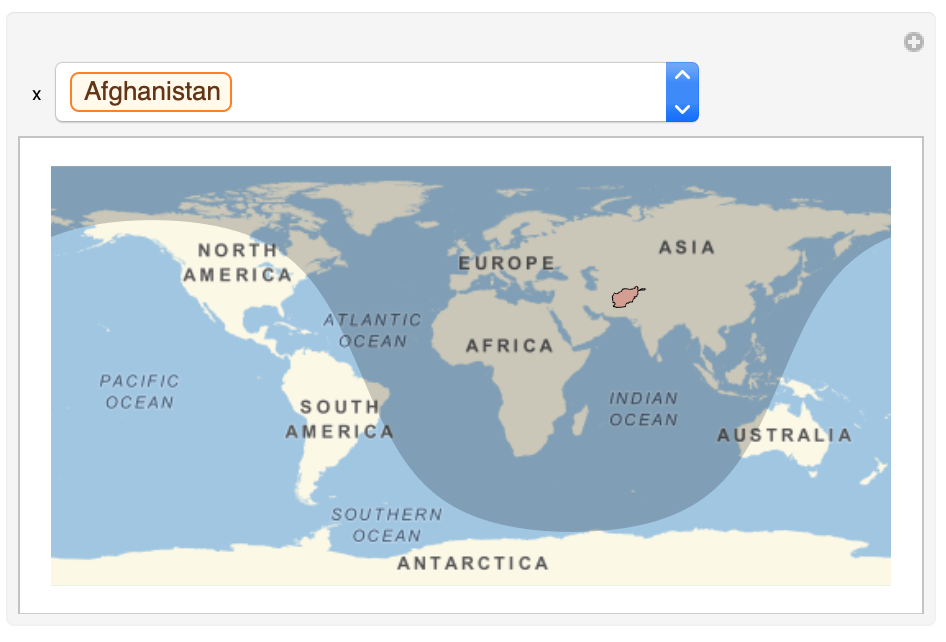 x Afghanistan
NORTH
AMERICA
EUROPE
ASIA
ATLANTIC
OCEAN
AFRICA
PACIFIC
OCEAN
INDIAN
OCEAN
SOUTH
AMERICA
AUSTRALIA
SOUTHERN
OCEAN
ANTARCTICA